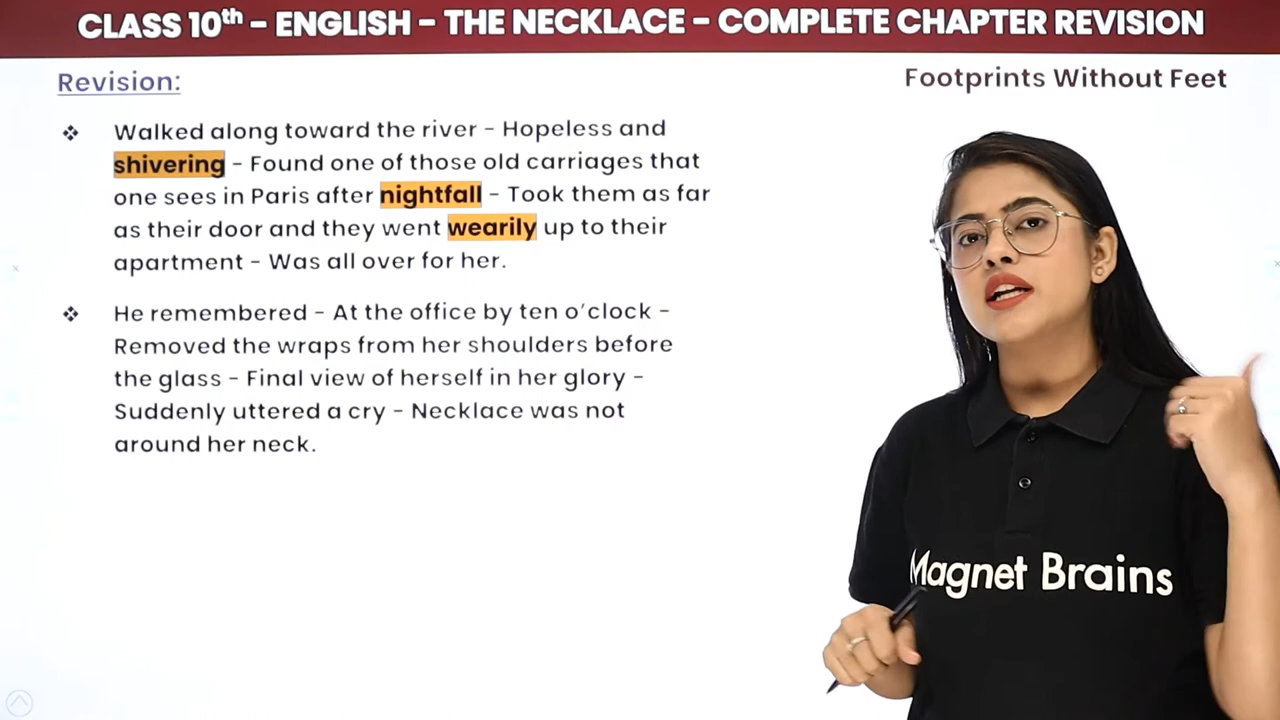 CLASS 10th – ENGLISH – THE NECKLACE – COMPLETE CHAPTER REVISION
Revision:
Footprints Without Feet
❖ Walked along toward the river – Hopeless and
shivering – Found one of those old carriages that
one sees in Paris after nightfall – Took them as far
as their door and they went wearily up to their
apartment – Was all over for her.
❖ He remembered – At the office by ten o’clock –
Removed the wraps from her shoulders before
the glass – Final view of herself in her glory –
Suddenly uttered a cry – Necklace was not
around her neck.
Magnet Brains